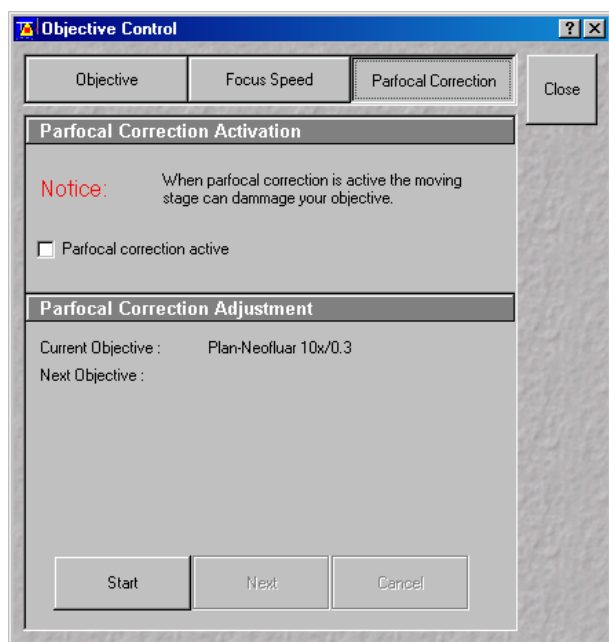 Objective Control
Objective Focus Speed Parfocal Correction Close
Parfocal Correction Activation
Notice: When parfocal correction is active the moving
stage can dammage your objective.
Parfocal correction active
Parfocal Correction Adjustment
Current Objective : Plan-Neofluar 10x/0.3
Next Objective :
Start Next Cancel